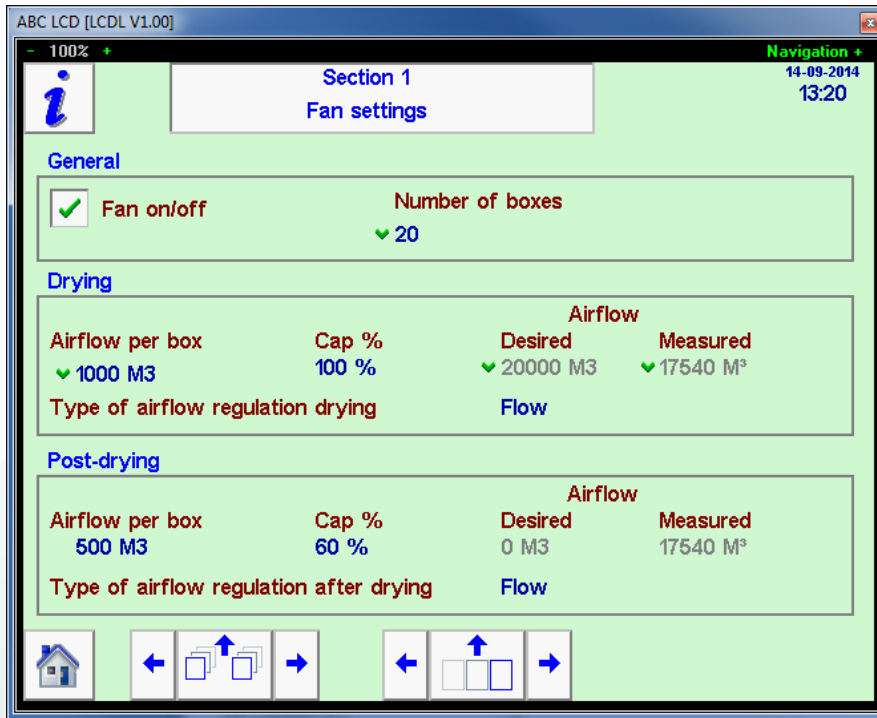 ABC LCD [LCDL V1.00]
- 100% + Navigation +
i Section 1 14-09-2014
Fan settings 13:20
General
Fan on/off Number of boxes
20
Drying
Airflow
Airflow per box Cap % Desired Measured
1000 M3 100 % 20000 M3 17540 M³
Type of airflow regulation drying Flow
Post-drying
Airflow
Airflow per box Cap % Desired Measured
500 M3 60 % 0 M3 17540 M³
Type of airflow regulation after drying Flow